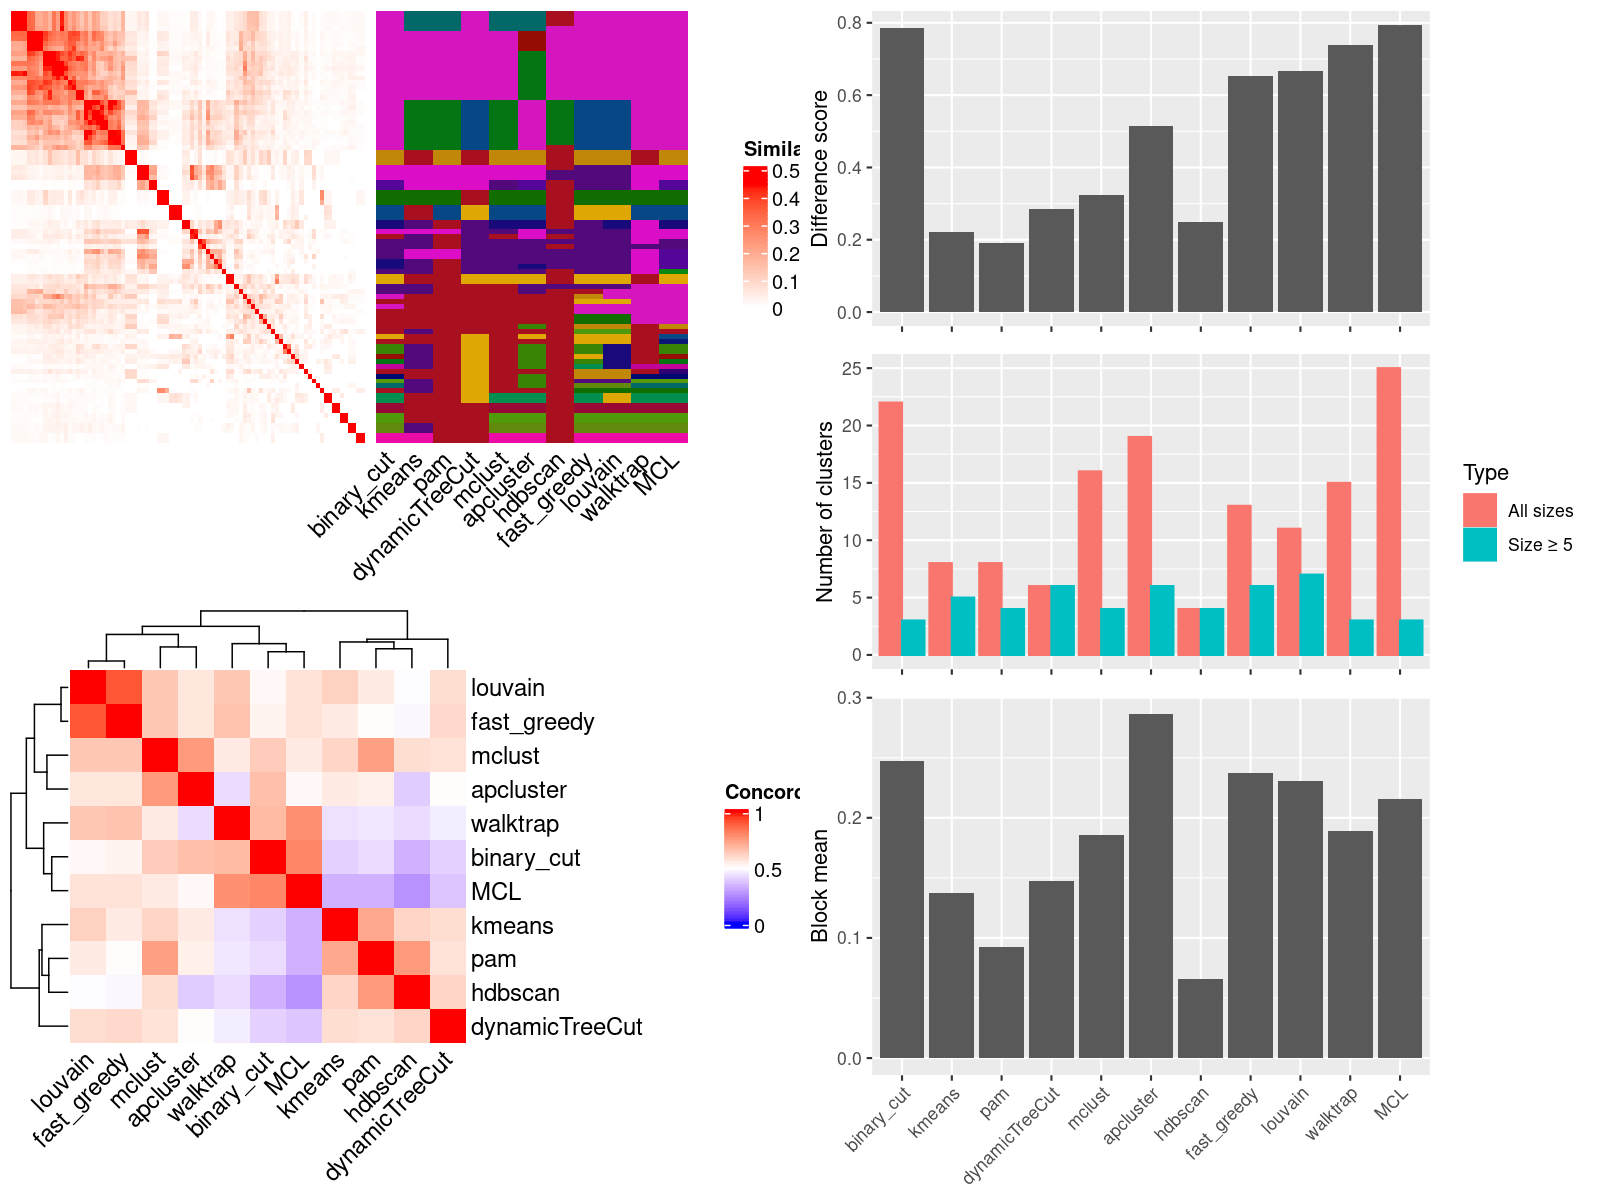 Simila
0.5
0.4
0.3
0.2
0.1
0
binary_cut
kmeans
pam
dynamicTreeCut
mclust
apcluster
hdbscan
fast_greedy
louvain
walktrap
MCL
Difference score
0.8
0.6
0.4
0.2
0.0
Number of clusters
25
20
15
10
5
0
Type
All sizes
Size ≥ 5
louvain
fast_greedy
mclust
apcluster
walktrap
binary_cut
MCL
kmeans
pam
hdbscan
dynamicTreeCut
louvain
fast_greedy
mclust
apcluster
walktrap
binary_cut
MCL
kmeans
pam
hdbscan
dynamicTreeCut
Concord
1
0.5
0
Block mean
0.3
0.2
0.1
0.0
binary_cut
kmeans
pam
dynamicTreeCut
mclust
apcluster
hdbscan
fast_greedy
louvain
walktrap
MCL